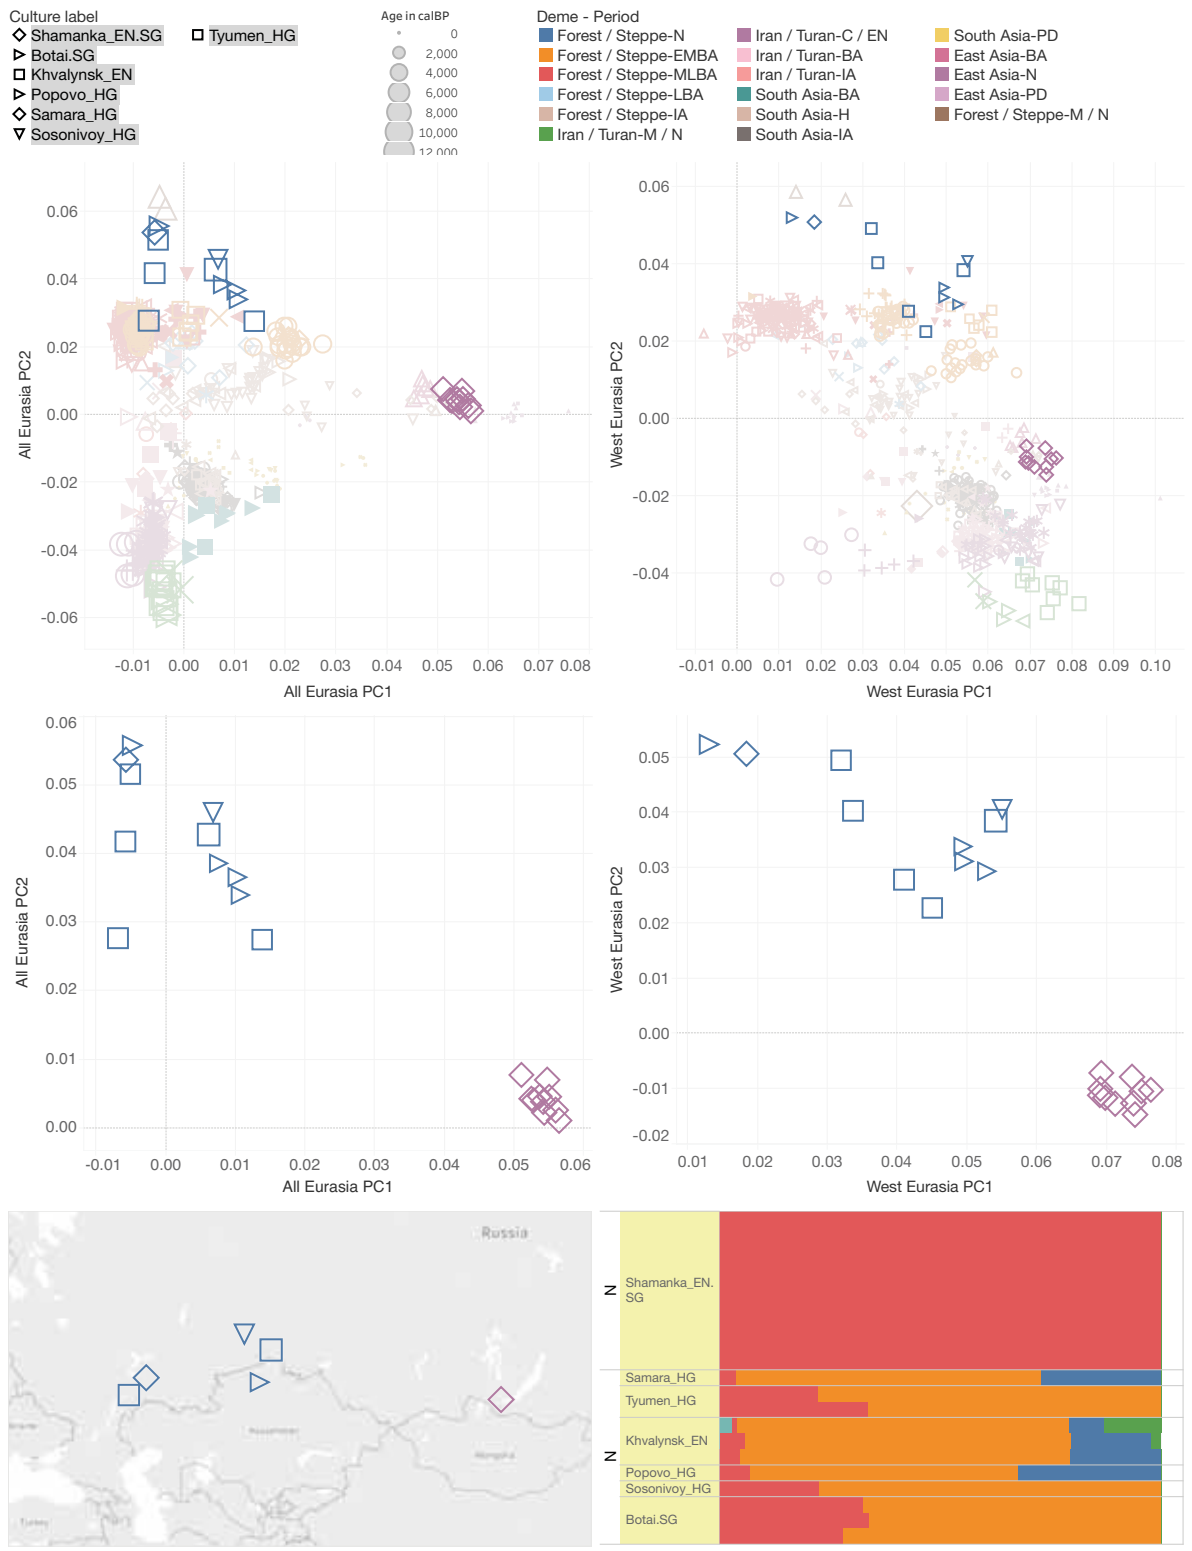 Culture label
Shamanka_EN.SG
Tyumen_HG
Botai.SG
Khvalynsk_EN
Popovo_HG
Samara_HG
Sosonivoy_HG
Age in calBP
0
2,000
4,000
6,000
8,000
10,000
12,000
Deme - Period
Forest / Steppe-N
Forest / Steppe-EMBA
Forest / Steppe-MLBA
Forest / Steppe-LBA
Forest / Steppe-IA
Iran / Turan-M / N
Iran / Turan-C / EN
Iran / Turan-BA
Iran / Turan-IA
South Asia-BA
South Asia-H
South Asia-IA
South Asia-PD
East Asia-BA
East Asia-N
East Asia-PD
Forest / Steppe-M / N
0.06
0.04
0.02
0.00
-0.02
-0.04
-0.06
All Eurasia PC2
-0.01 0.00 0.01 0.02 0.03 0.04 0.05 0.06 0.07 0.08
All Eurasia PC1
0.06
0.04
0.02
0.00
-0.02
-0.04
West Eurasia PC2
-0.01 0.00 0.01 0.02 0.03 0.04 0.05 0.06 0.07 0.08 0.09 0.10
West Eurasia PC1
0.06
0.05
0.04
0.03
0.02
0.01
0.00
All Eurasia PC2
-0.01 0.00 0.01 0.02 0.03 0.04 0.05 0.06
All Eurasia PC1
0.05
0.04
0.03
0.02
0.01
0.00
-0.01
-0.02
West Eurasia PC2
0.01 0.02 0.03 0.04 0.05 0.06 0.07 0.08
West Eurasia PC1
Russia
Mongolia
Turkey
N
Shamanka_EN.
SG
N
Samara_HG
Tyumen_HG
Khvalynsk_EN
Popovo_HG
Sosonivoy_HG
Botai.SG